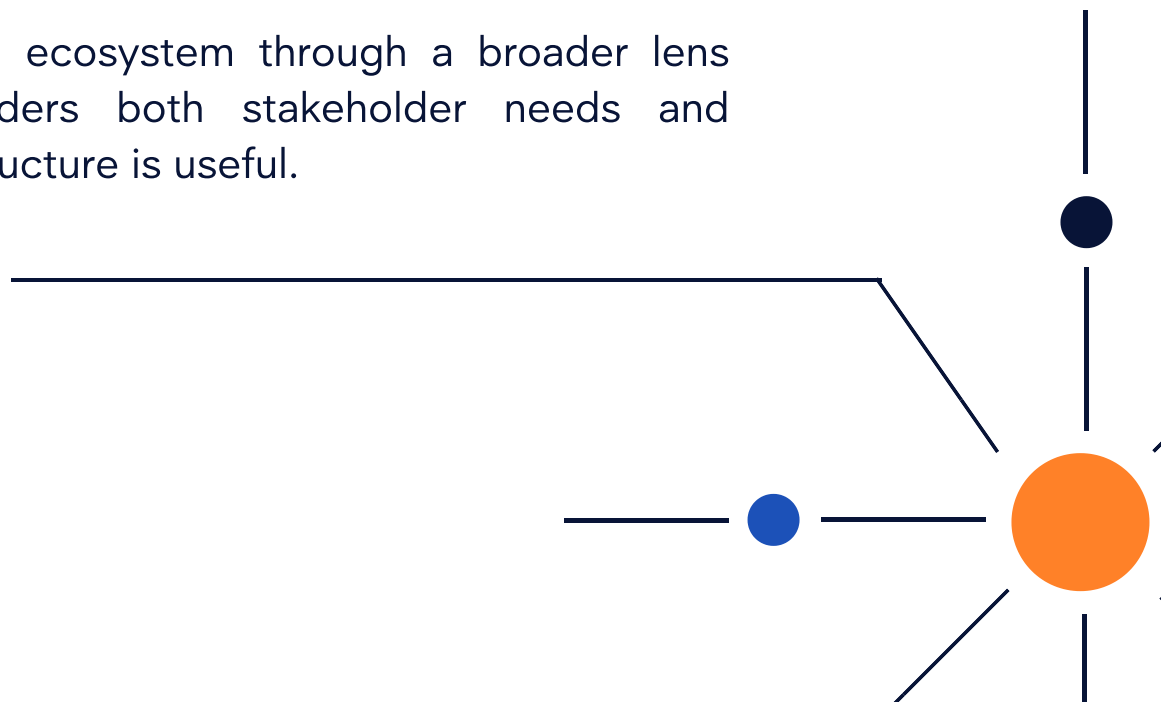 ecosystem through a broader lens
ders both stakeholder needs and
ucture is useful.